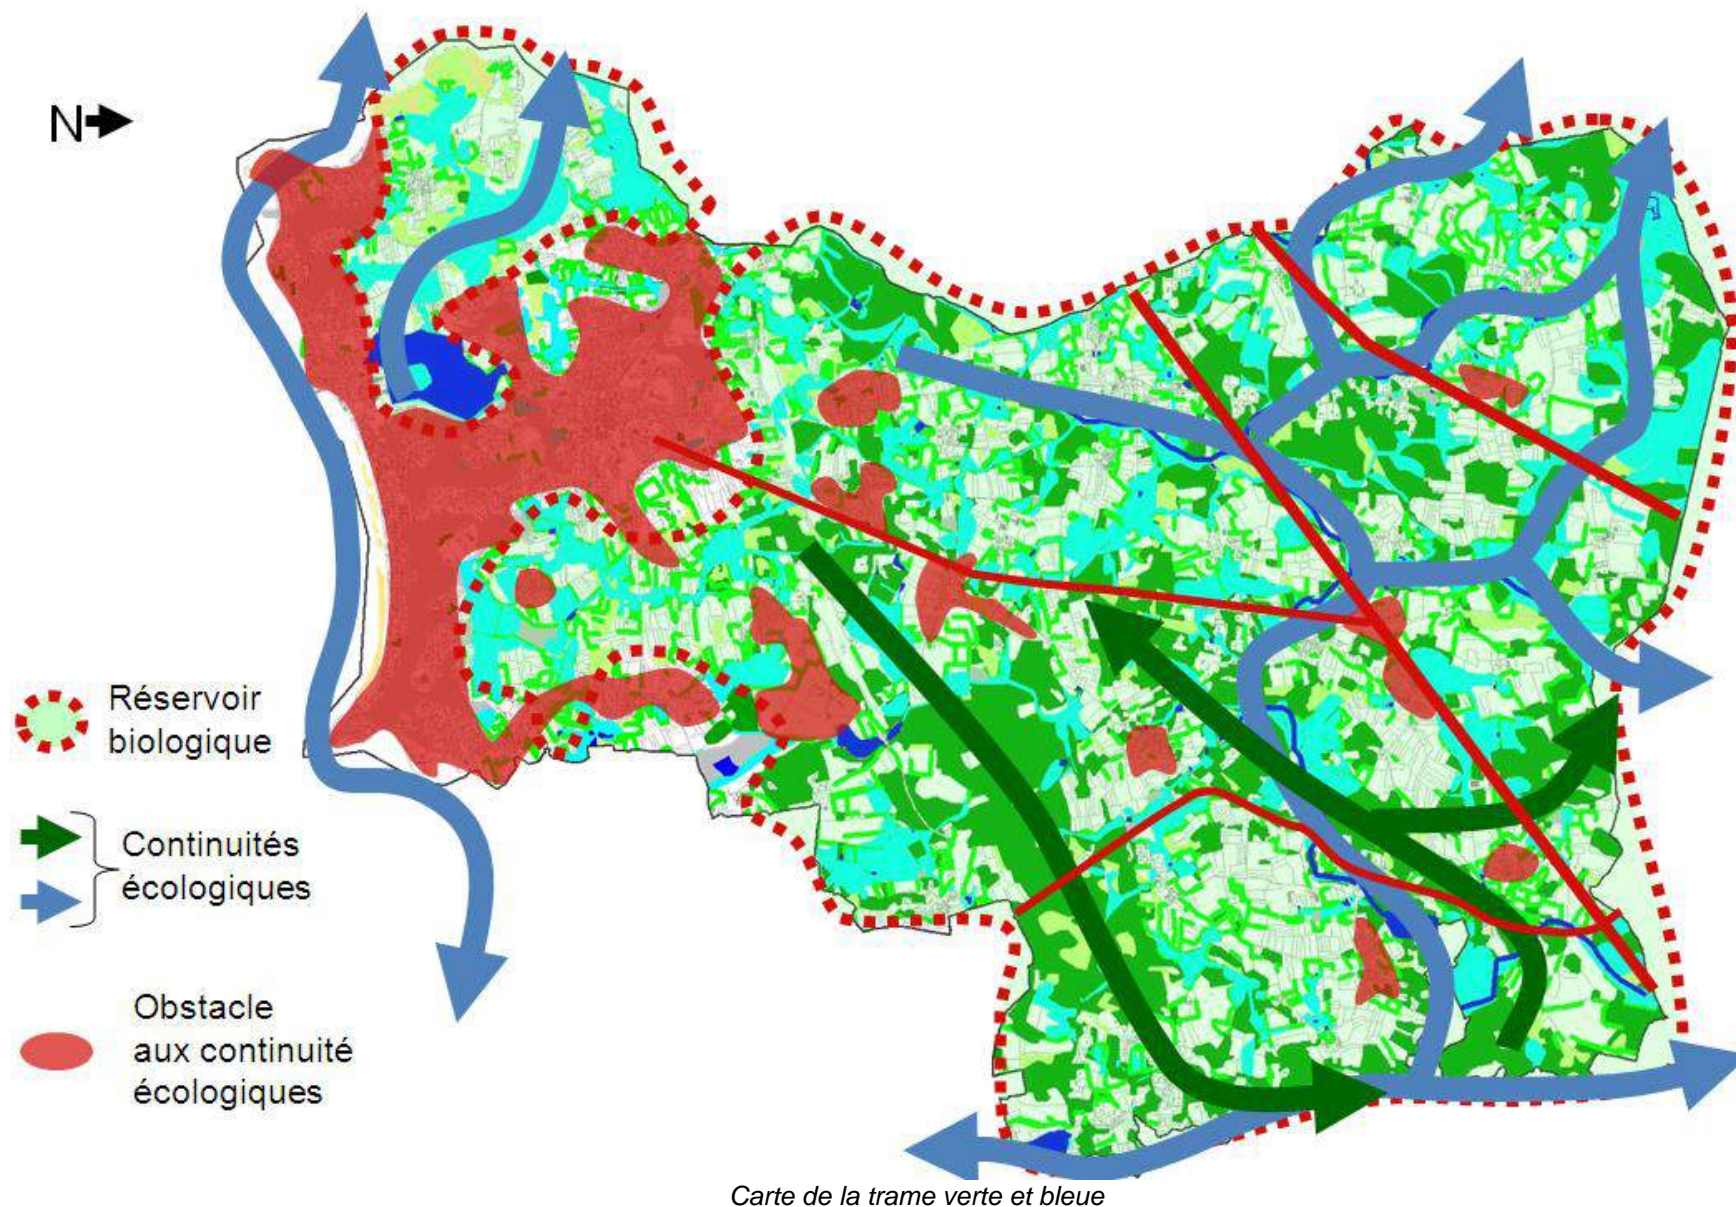 N
Réservoir
biologique
Continuités
écologiques
Obstacle
aux continuité
écologiques
Carte de la trame verte et bleue